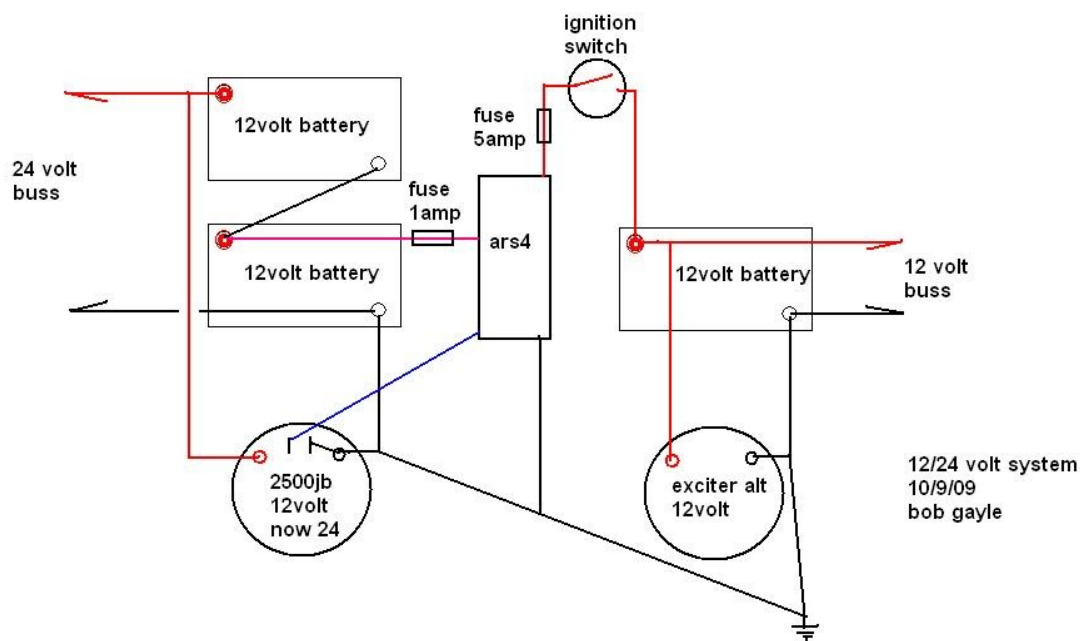 ignition
switch
12volt battery
fuse
5amp
24 volt
buss
fuse
1amp
ars4
12volt battery
12volt battery
12 volt
buss
2500jb
12volt
now 24
exciter alt
12volt
12/24 volt system
10/9/09
bob gayle